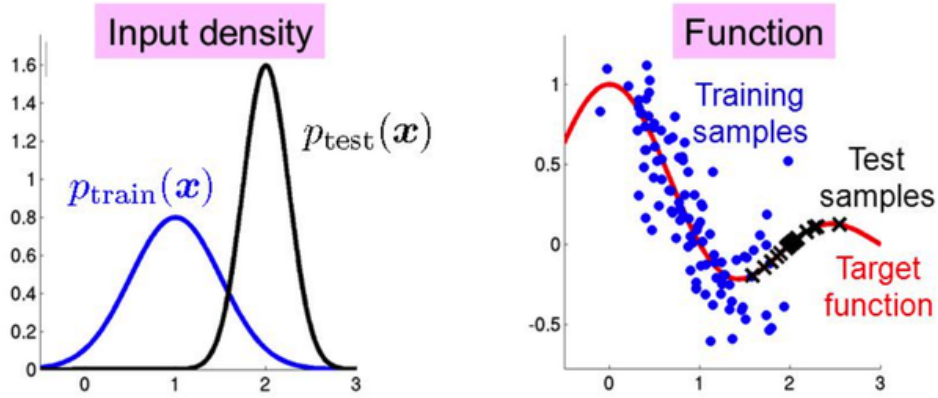 Input density
1.6
1.4
1.2
1
0.8
0.6
0.4
0.2
0
0 1 2 3
p_train(x)
p_test(x)
Function
1
0.5
0
-0.5
0 1 2 3
Training
samples
Test
samples
Target
function